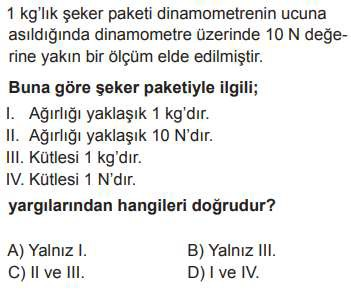 1 kg'lık şeker paketi dinamometrenin ucuna
asıldığında dinamometre üzerinde 10 N değe-
rine yakın bir ölçüm elde edilmiştir.
Buna göre şeker paketiyle ilgili;
I. Ağırlığı yaklaşık 1 kg'dır.
II. Ağırlığı yaklaşık 10 N'dır.
III. Kütlesi 1 kg'dır.
IV. Kütlesi 1 N'dır.
yargılarından hangileri doğrudur?
A) Yalnız I. B) Yalnız III.
C) II ve III. D) I ve IV.